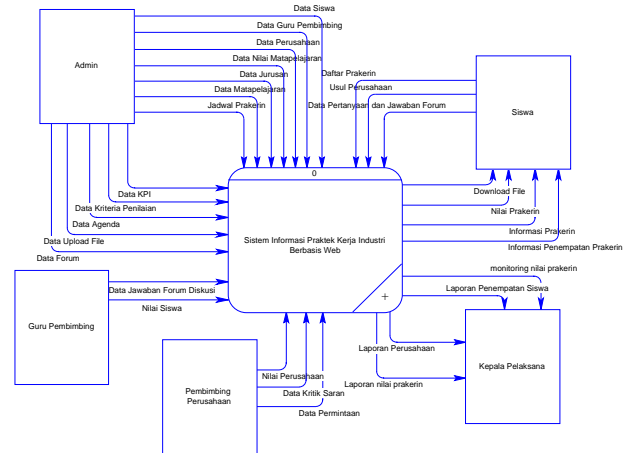 Data Siswa
Data Guru Pembimbing
Data Perusahaan
Data Nilai Matapelajaran
Data Jurusan
Data Matapelajaran
Jadwal Prakerin
Admin
Daftar Prakerin
Usul Perusahaan
Data Pertanyaan dan Jawaban Forum
Siswa
0
Sistem Informasi Praktek Kerja Industri
Berbasis Web
+
Data KPI
Data Kriteria Penilaian
Data Agenda
Data Upload File
Data Forum
Download File
Nilai Prakerin
Informasi Prakerin
Informasi Penempatan Prakerin
monitoring nilai prakerin
Laporan Penempatan Siswa
Data Jawaban Forum Diskusi
Nilai Siswa
Guru Pembimbing
Laporan Perusahaan
Laporan nilai prakerin
Kepala Pelaksana
Nilai Perusahaan
Data Kritik Saran
Data Permintaan
Pembimbing
Perusahaan